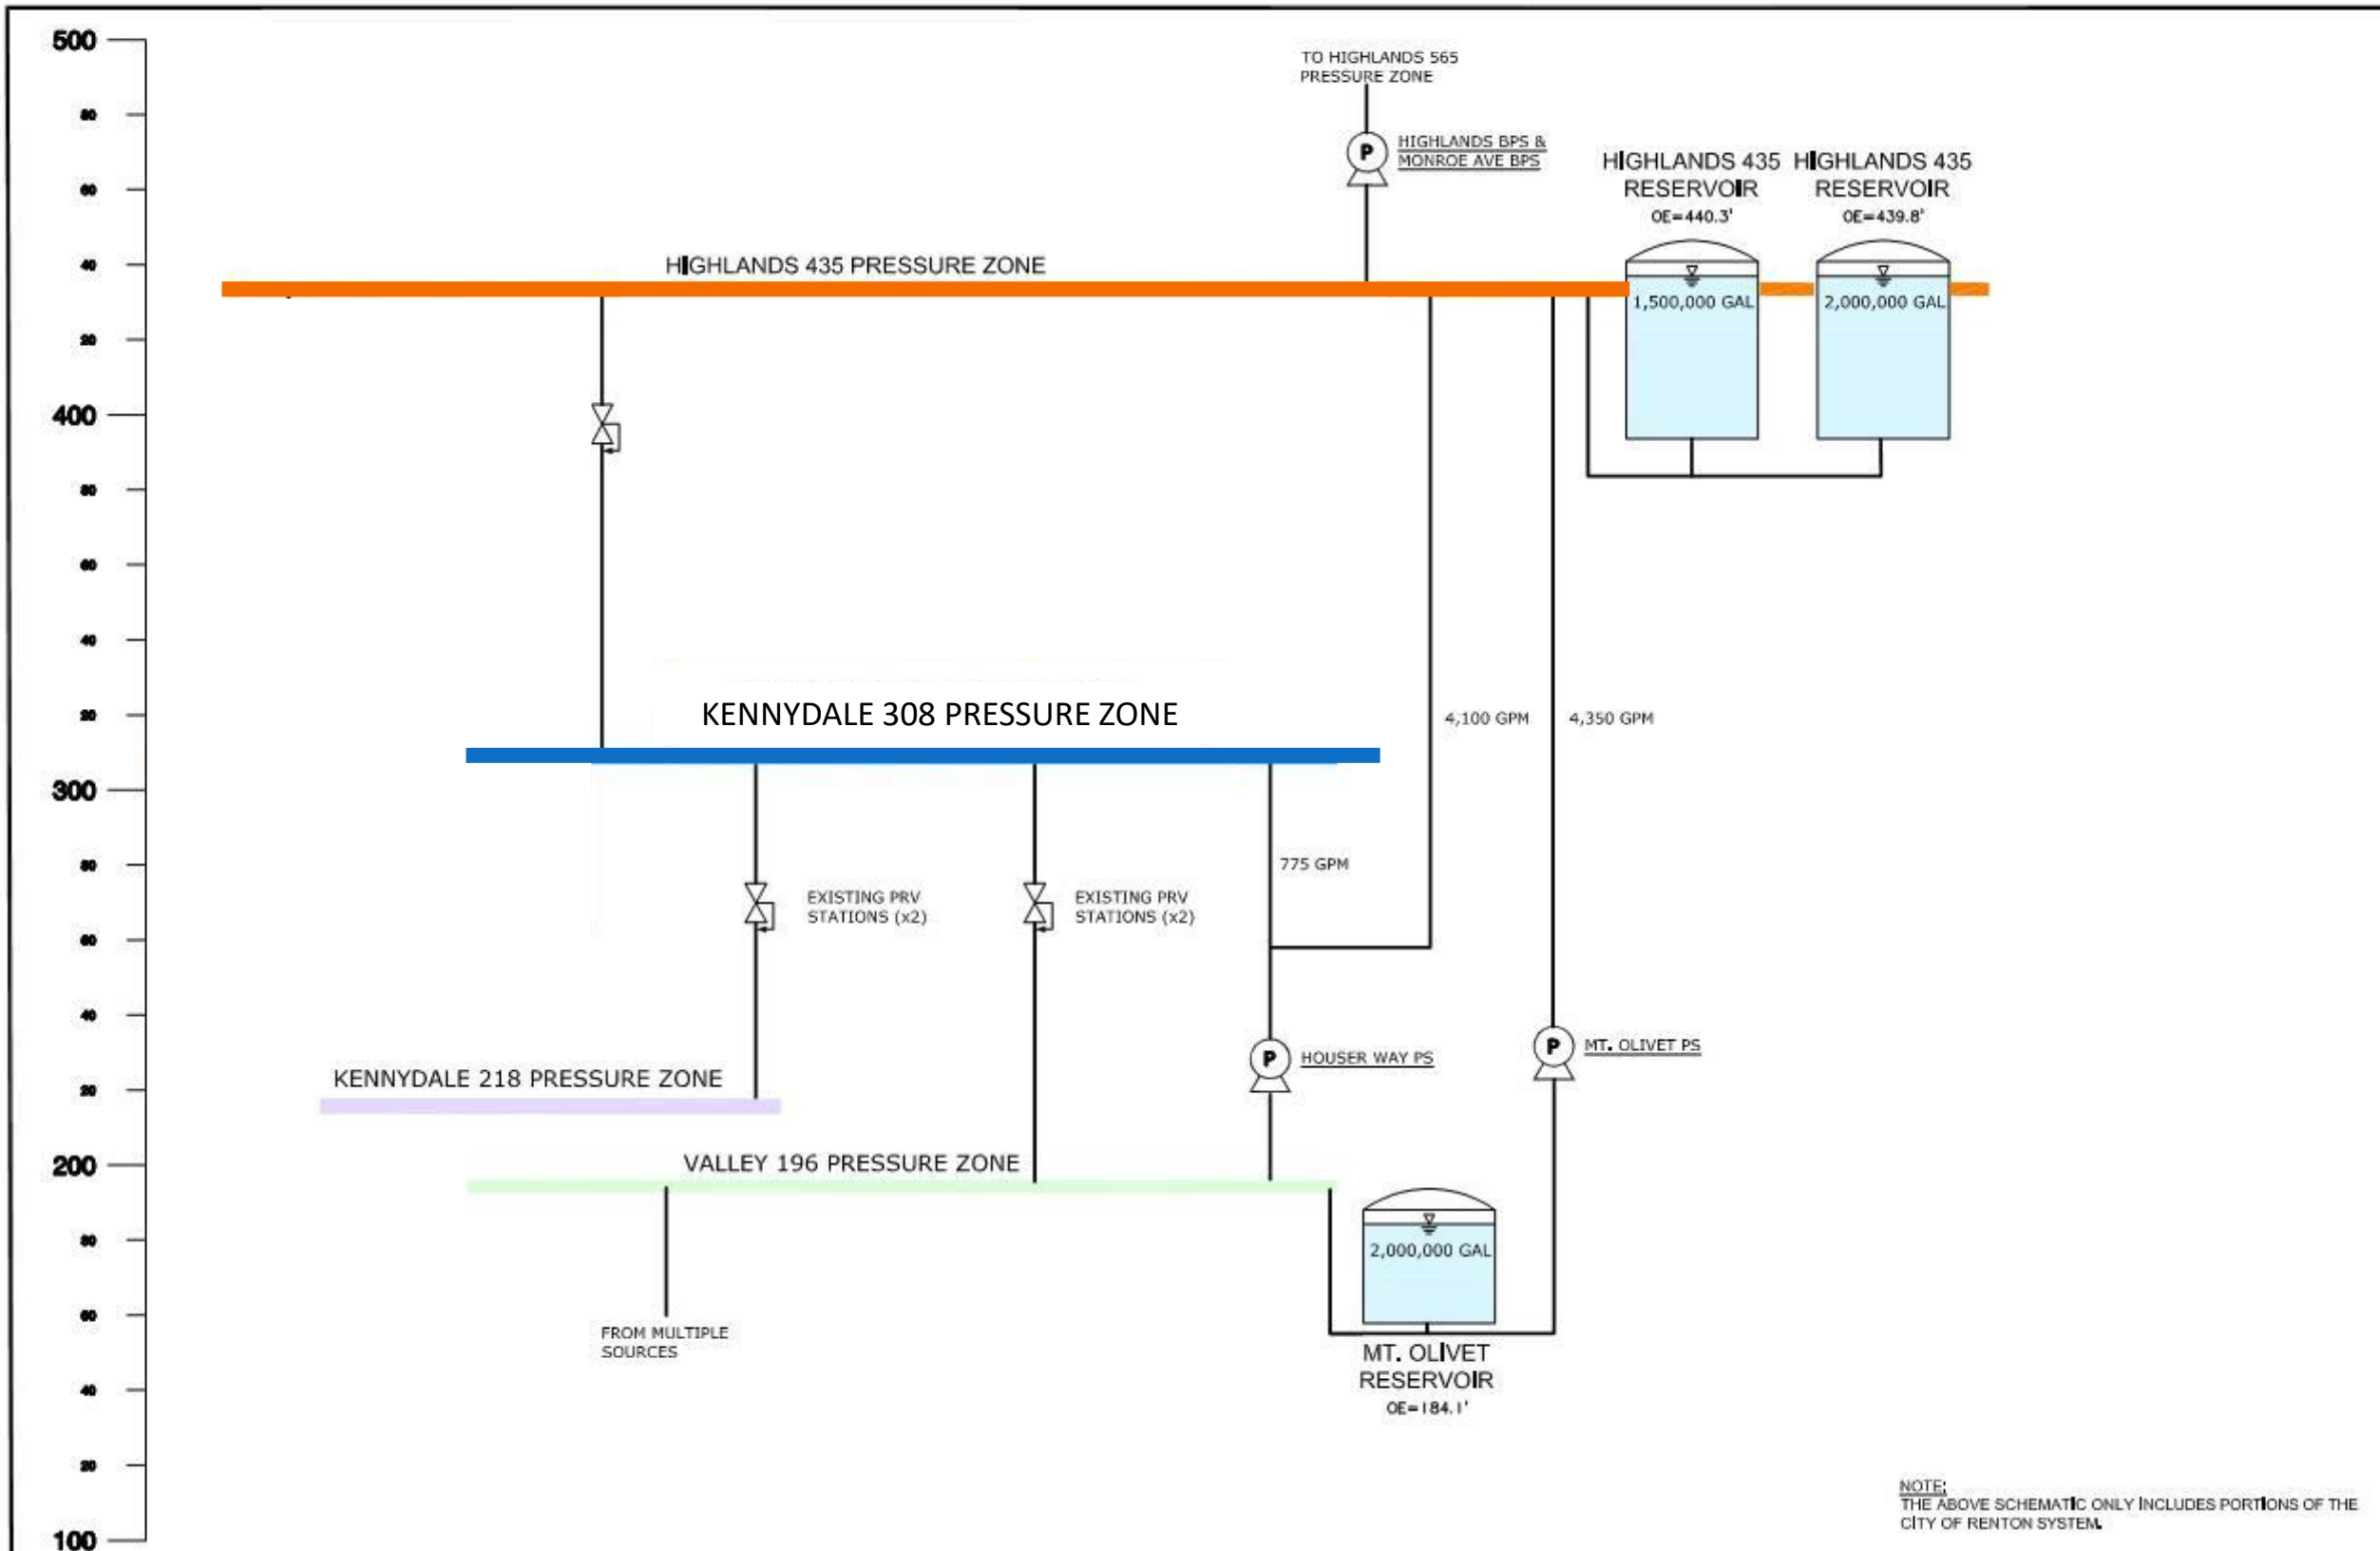 500
80
60
40
20
400
80
60
40
20
300
80
60
40
20
200
80
60
40
20
100
TO HIGHLANDS 565
PRESSURE ZONE
P
HIGHLANDS BPS &
MONROE AVE BPS
HIGHLANDS 435
RESERVOIR
OE=440.3'
1,500,000 GAL
HIGHLANDS 435
RESERVOIR
OE=439.8'
2,000,000 GAL
HIGHLANDS 435 PRESSURE ZONE
KENNYDALE 308 PRESSURE ZONE
4,100 GPM
4,350 GPM
775 GPM
EXISTING PRV
STATIONS (x2)
EXISTING PRV
STATIONS (x2)
P
HOUSER WAY PS
P
MT. OLIVET PS
KENNYDALE 218 PRESSURE ZONE
VALLEY 196 PRESSURE ZONE
2,000,000 GAL
FROM MULTIPLE
SOURCES
MT. OLIVET
RESERVOIR
OE=184.1'
NOTE:
THE ABOVE SCHEMATIC ONLY INCLUDES PORTIONS OF THE
CITY OF RENTON SYSTEM.